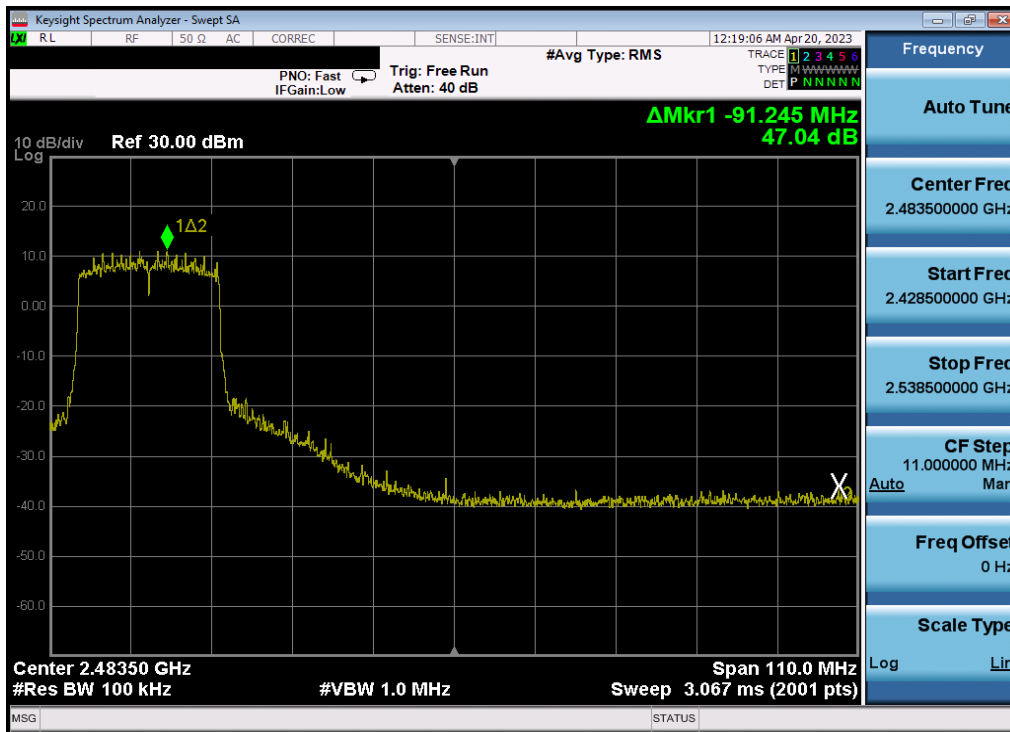 Keysight Spectrum Analyzer - Swept SA
LXI RL RF 50 Ω AC CORREC SENSE:INT 12:19:06 AM Apr 20, 2023
#Avg Type: RMS TRACE 1 2 3 4 5 6
PNO: Fast Trig: Free Run TYPE M W W W W W
IFGain:Low Atten: 40 dB DET P N N N N N
ΔMkr1 -91.245 MHz
47.04 dB
10 dB/div Ref 30.00 dBm
Log
1Δ2
20.0
10.0
0.00
-10.0
-20.0
-30.0
X
-40.0
-50.0
-60.0
Center 2.48350 GHz Span 110.0 MHz
#Res BW 100 kHz #VBW 1.0 MHz Sweep 3.067 ms (2001 pts)
MSG STATUS
Frequency
Auto Tune
Center Freq
2.483500000 GHz
Start Freq
2.428500000 GHz
Stop Freq
2.538500000 GHz
CF Step
11.000000 MHz
Auto Man
Freq Offset
0 Hz
Scale Type
Log Lin